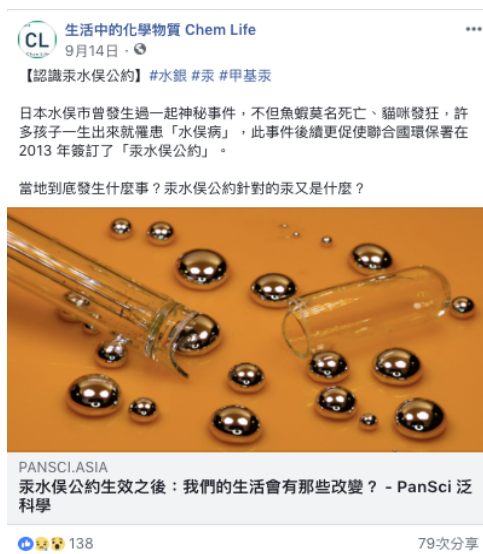 CL
Chem Life
生活中的化學物質 Chem Life
9月14日 ·
【認識汞水俣公約】#水銀 #汞 #甲基汞
日本水俣市曾發生過一起神秘事件，不但魚蝦莫名死亡、貓咪發狂，許
多孩子一生出來就罹患「水俣病」，此事件後續更促使聯合國環保署在
2013 年簽訂了「汞水俣公約」。
當地到底發生什麼事？汞水俣公約針對的汞又是什麼？
PANSCI.ASIA
汞水俣公約生效之後：我們的生活會有那些改變？ - PanSci 泛
科學
138
79次分享